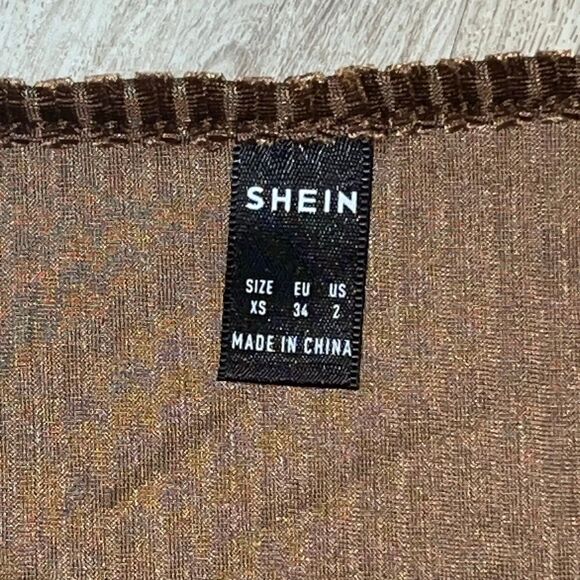 SHEIN
SIZE EU US
XS 34 2
MADE IN CHINA